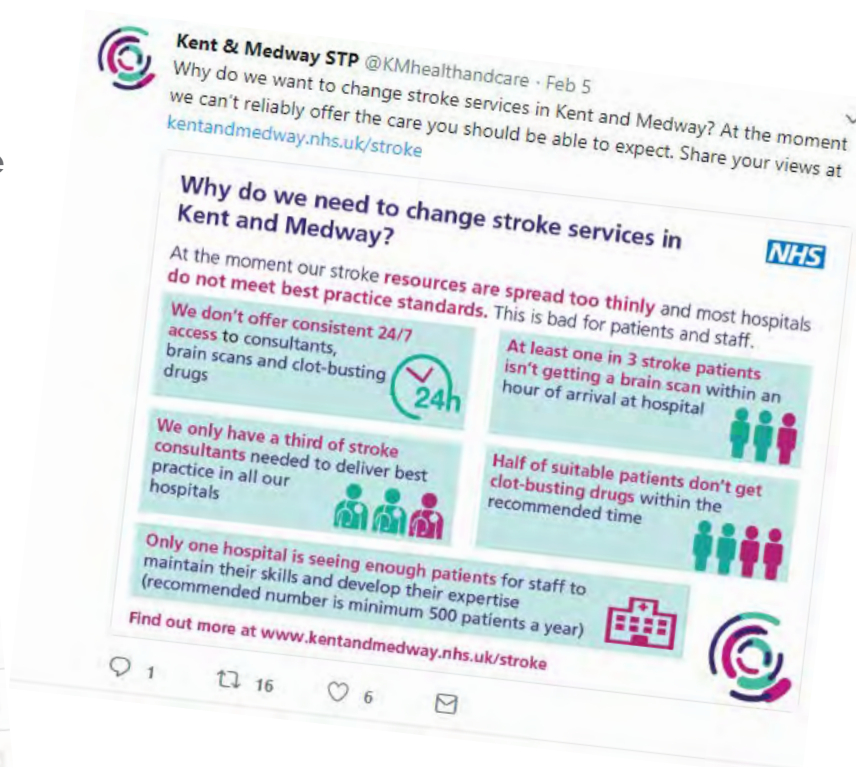 Kent & Medway STP @KMhealthandcare · Feb 5
Why do we want to change stroke services in Kent and Medway? At the moment
we can't reliably offer the care you should be able to expect. Share your views at
kentandmedway.nhs.uk/stroke
Why do we need to change stroke services in
Kent and Medway?
NHS
At the moment our stroke resources are spread too thinly and most hospitals
do not meet best practice standards. This is bad for patients and staff.
We don't offer consistent 24/7
access to consultants,
brain scans and clot-busting
drugs
24h
At least one in 3 stroke patients
isn't getting a brain scan within an
hour of arrival at hospital
We only have a third of stroke
consultants needed to deliver best
practice in all our
hospitals
Half of suitable patients don't get
clot-busting drugs within the
recommended time
Only one hospital is seeing enough patients for staff to
maintain their skills and develop their expertise
(recommended number is minimum 500 patients a year)
Find out more at www.kentandmedway.nhs.uk/stroke
1 16 6